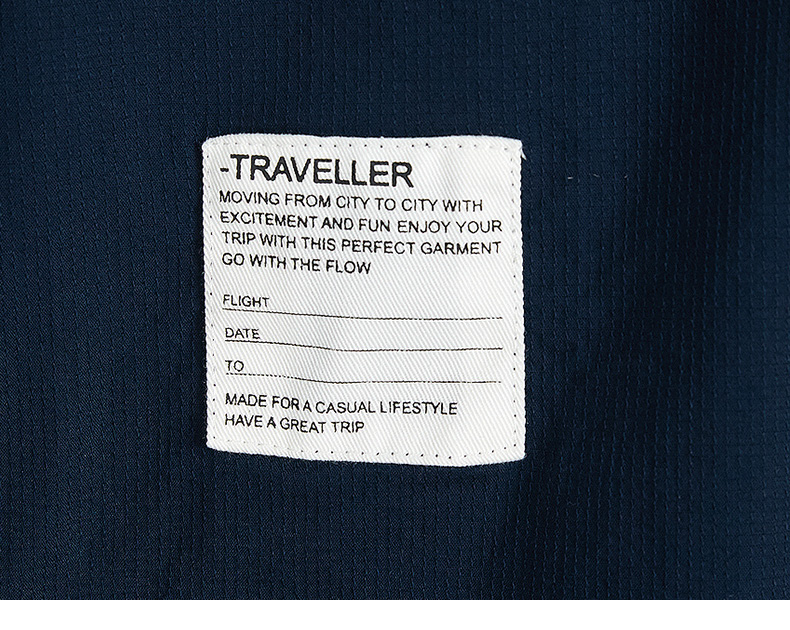 -TRAVELLER
MOVING FROM CITY TO CITY WITH
EXCITEMENT AND FUN ENJOY YOUR
TRIP WITH THIS PERFECT GARMENT
GO WITH THE FLOW
FLIGHT
DATE
TO
MADE FOR A CASUAL LIFESTYLE
HAVE A GREAT TRIP